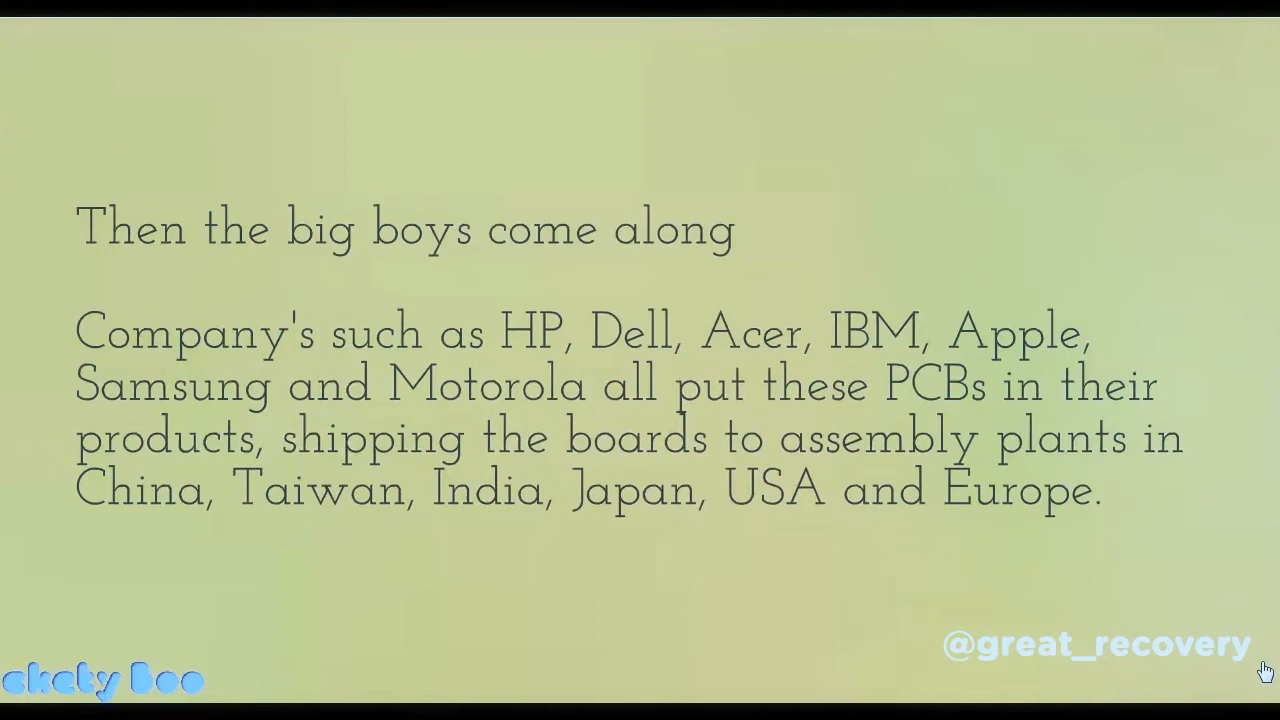 Then the big boys come along
Company's such as HP, Dell, Acer, IBM, Apple,
Samsung and Motorola all put these PCBs in their
products, shipping the boards to assembly plants in
China, Taiwan, India, Japan, USA and Europe.
@great_recovery
Boo